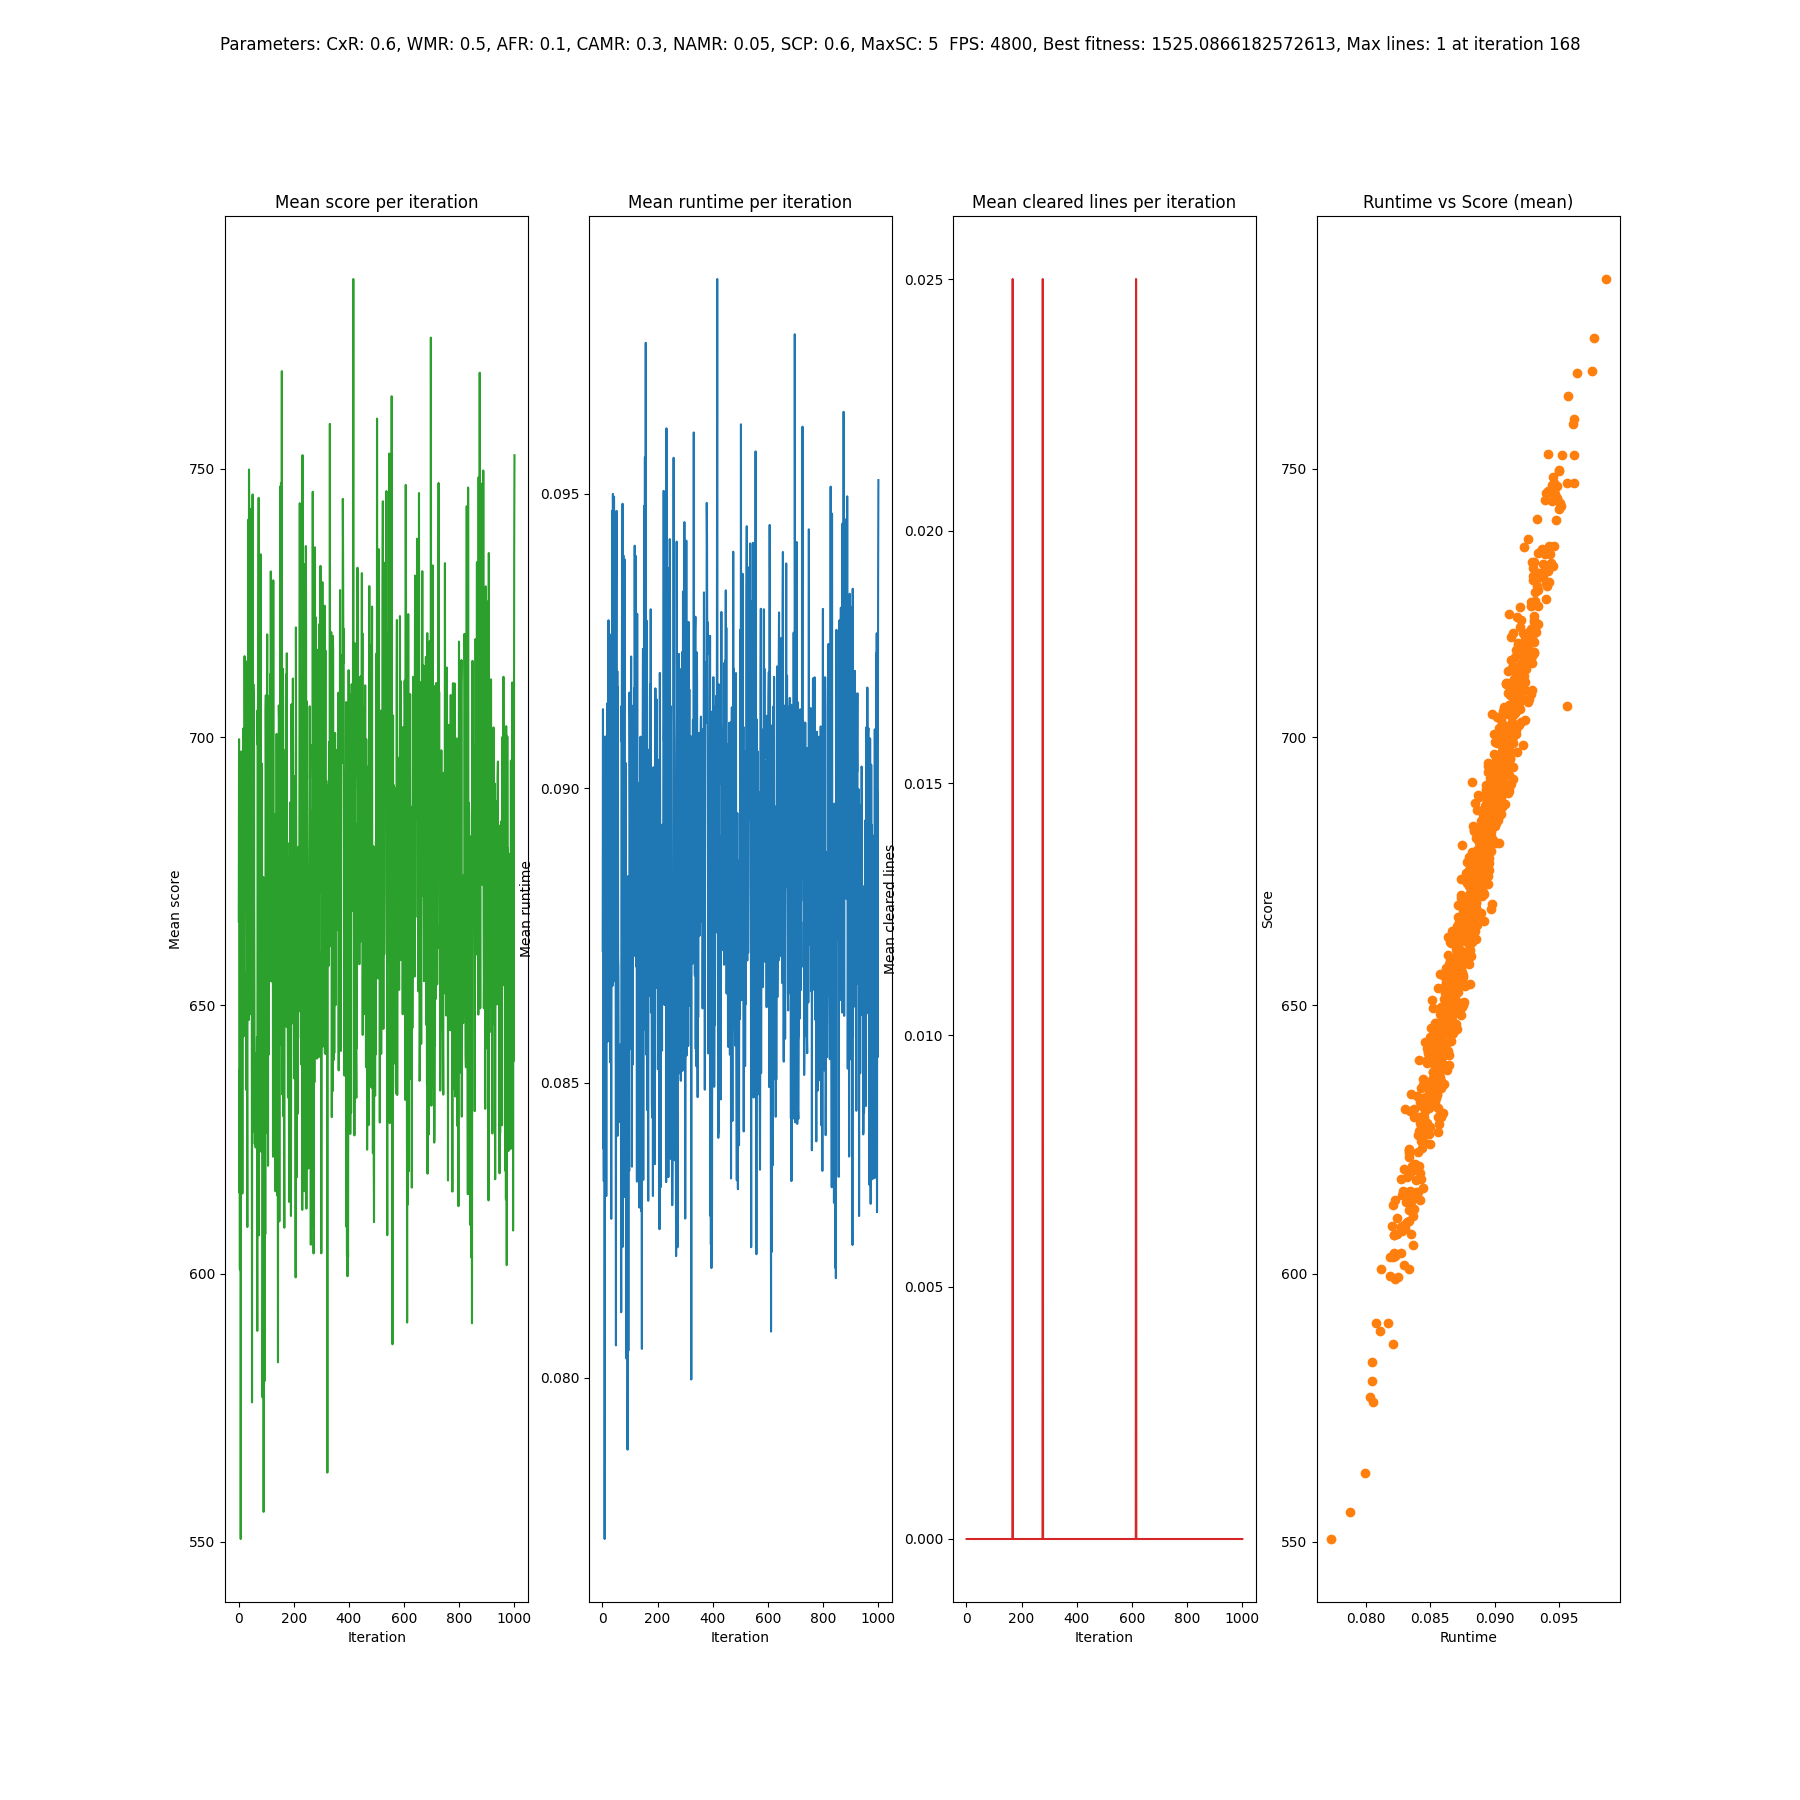 Parameters: CxR: 0.6, WMR: 0.5, AFR: 0.1, CAMR: 0.3, NAMR: 0.05, SCP: 0.6, MaxSC: 5  FPS: 4800, Best fitness: 1525.0866182572613, Max lines: 1 at iteration 168
Mean score per iteration
Mean score
750
700
650
600
550
0 200 400 600 800 1000
Iteration
Mean runtime per iteration
Mean runtime
0.095
0.090
0.085
0.080
0 200 400 600 800 1000
Iteration
Mean cleared lines per iteration
Mean cleared lines
0.025
0.020
0.015
0.010
0.005
0.000
0 200 400 600 800 1000
Iteration
Runtime vs Score (mean)
Score
750
700
650
600
550
0.080 0.085 0.090 0.095
Runtime